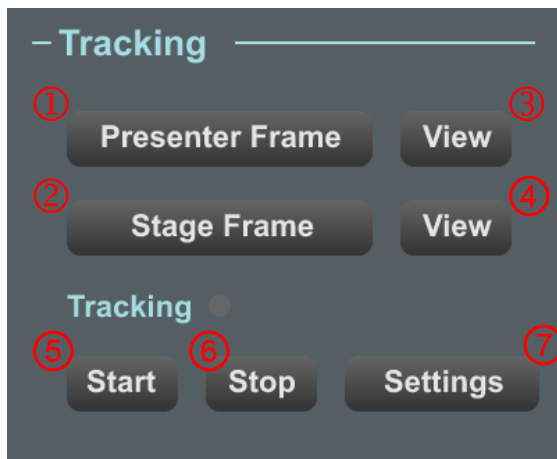 Tracking
① Presenter Frame View ③
② Stage Frame View ④
Tracking
⑤ Start ⑥ Stop Settings ⑦